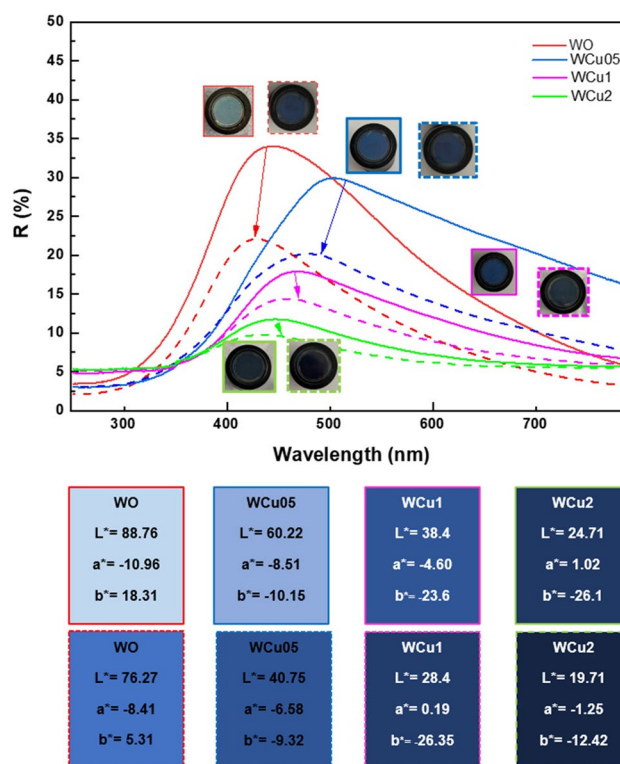 50
45
40
35
30
25
20
15
10
5
0
R (%)
WO
WCu05
WCu1
WCu2
300 400 500 600 700
Wavelength (nm)
WO WCu05 WCu1 WCu2
L*= 88.76 L*= 60.22 L*= 38.4 L*= 24.71
a*= -10.96 a*= -8.51 a*= -4.60 a*= 1.02
b*= 18.31 b*= -10.15 b*= -23.6 b*= -26.1
WO WCu05 WCu1 WCu2
L*= 76.27 L*= 40.75 L*= 28.4 L*= 19.71
a*= -8.41 a*= -6.58 a*= 0.19 a*= -1.25
b*= 5.31 b*= -9.32 b*= -26.35 b*= -12.42